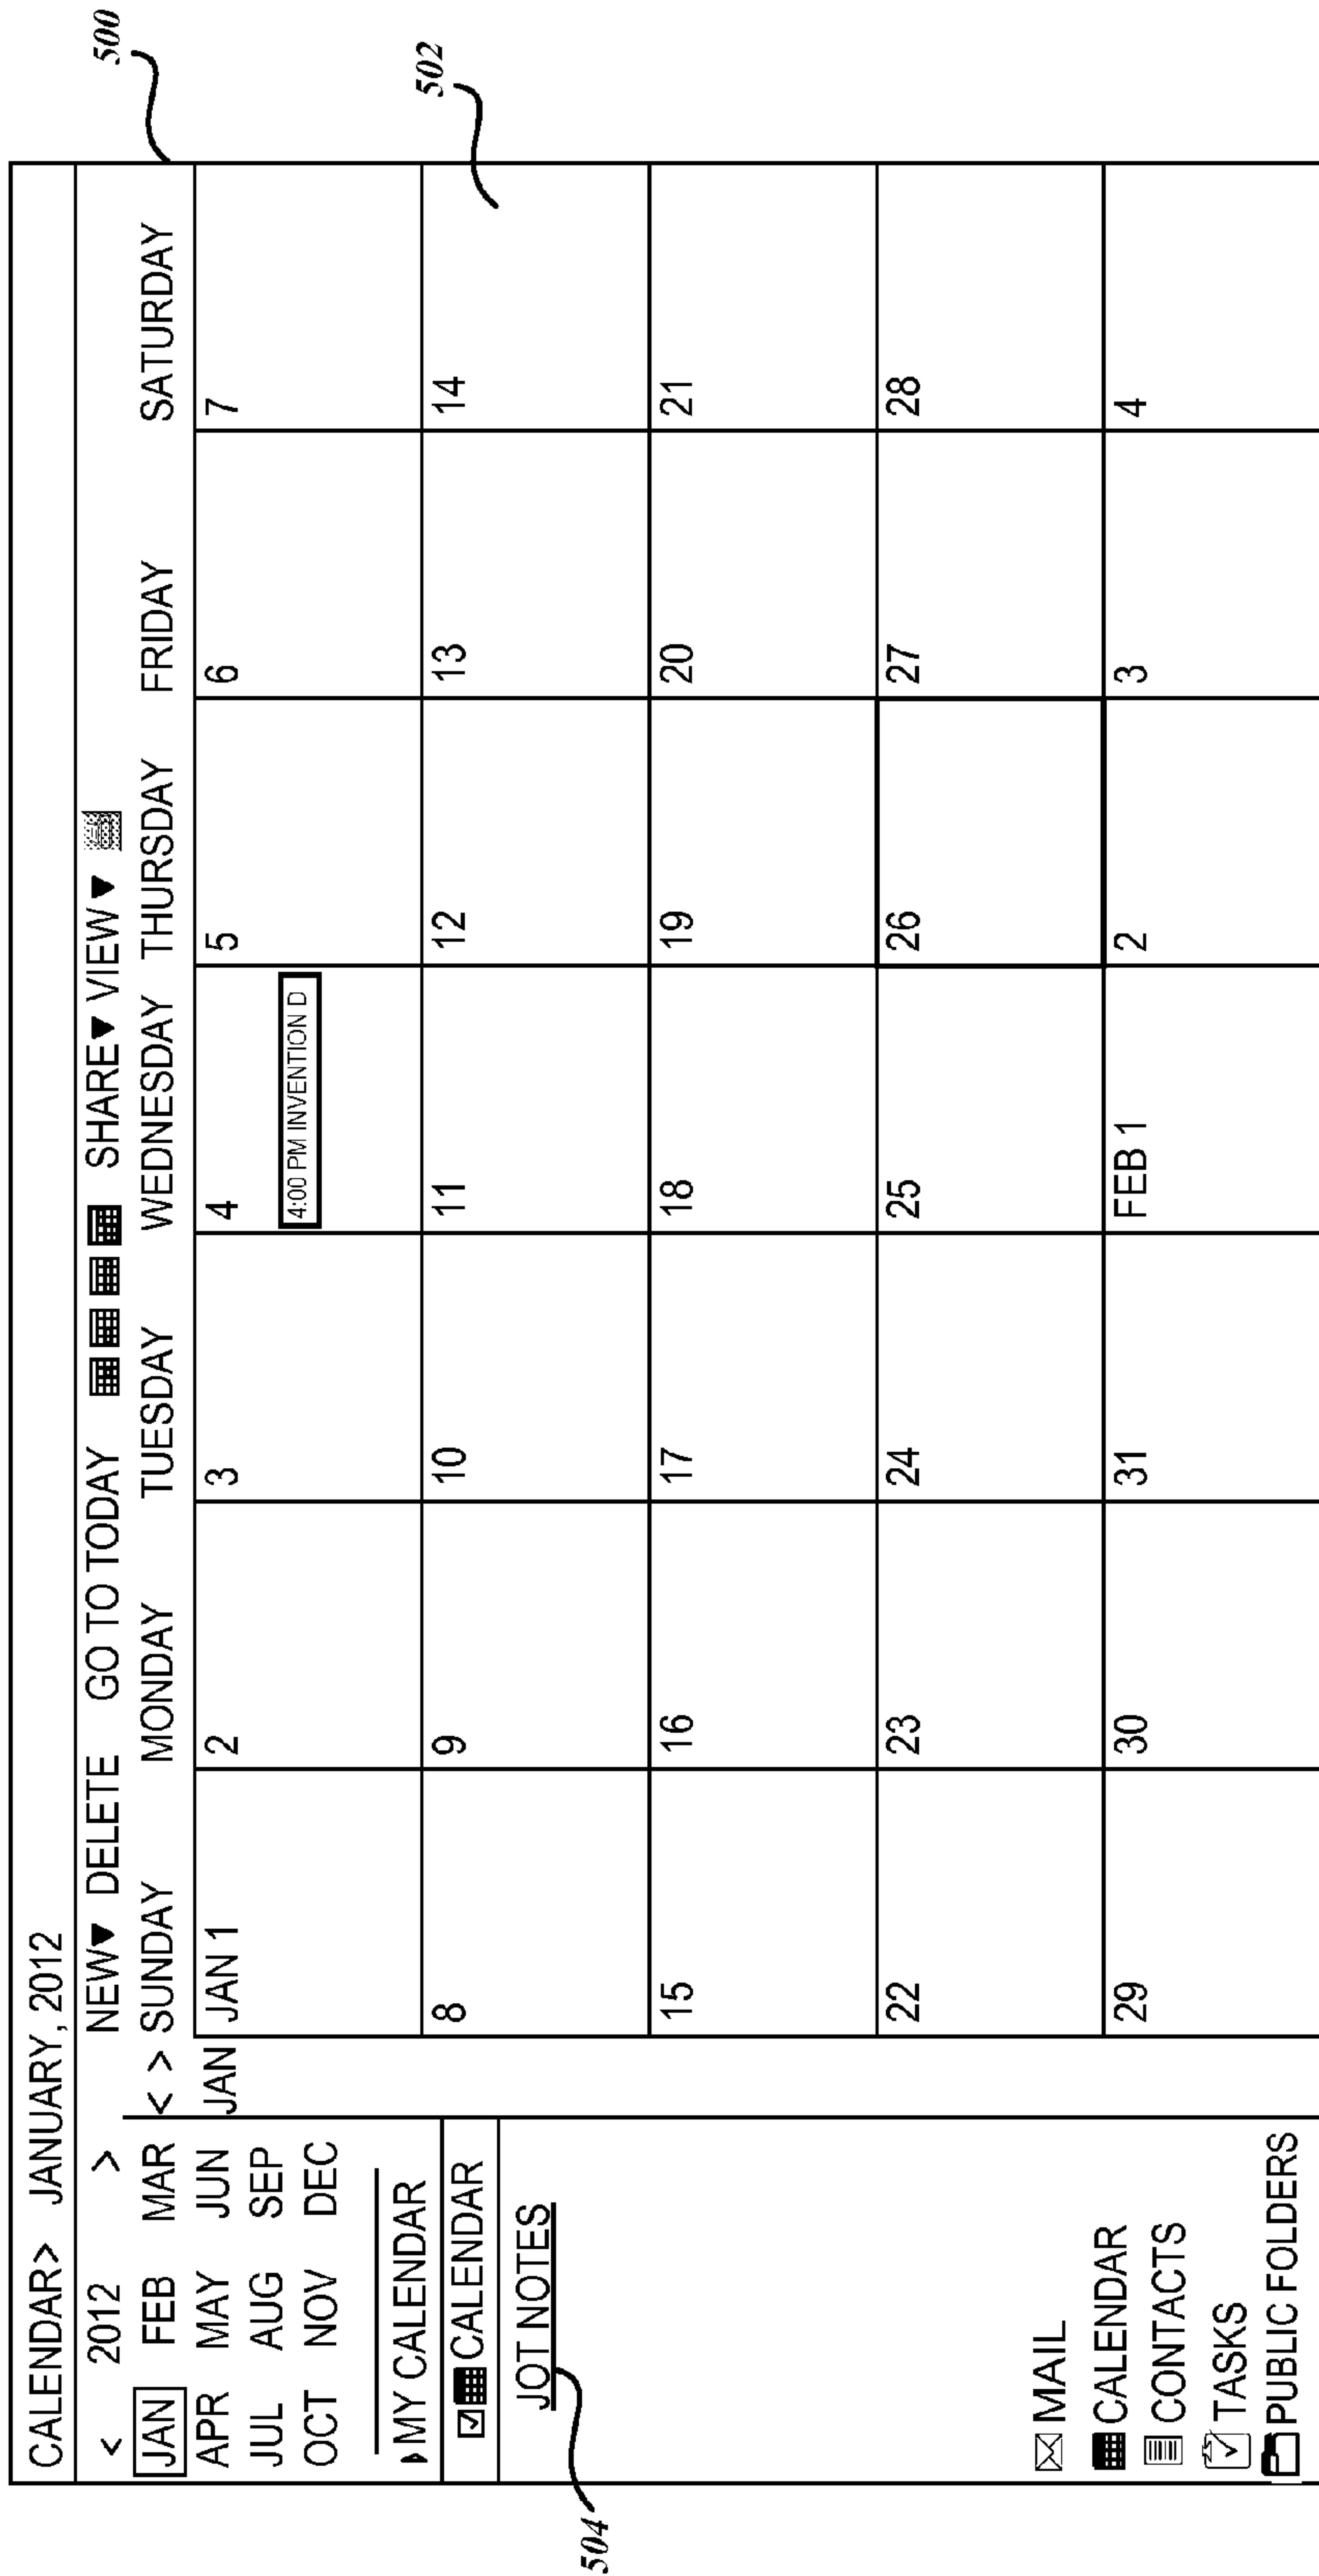 500
CALENDAR> JANUARY, 2012
< 2012 >
NEW▼ DELETE GO TO TODAY SHARE▼ VIEW▼
JAN FEB MAR
APR MAY JUN
JUL AUG SEP
OCT NOV DEC
MY CALENDAR
CALENDAR
JOT NOTES
504
MAIL
CALENDAR
CONTACTS
TASKS
PUBLIC FOLDERS
< > SUNDAY MONDAY TUESDAY WEDNESDAY THURSDAY FRIDAY SATURDAY
JAN
JAN 1 2 3 4 5 6 7
4:00 PM INVENTION D
502
8 9 10 11 12 13 14
15 16 17 18 19 20 21
22 23 24 25 26 27 28
29 30 31 FEB 1 2 3 4